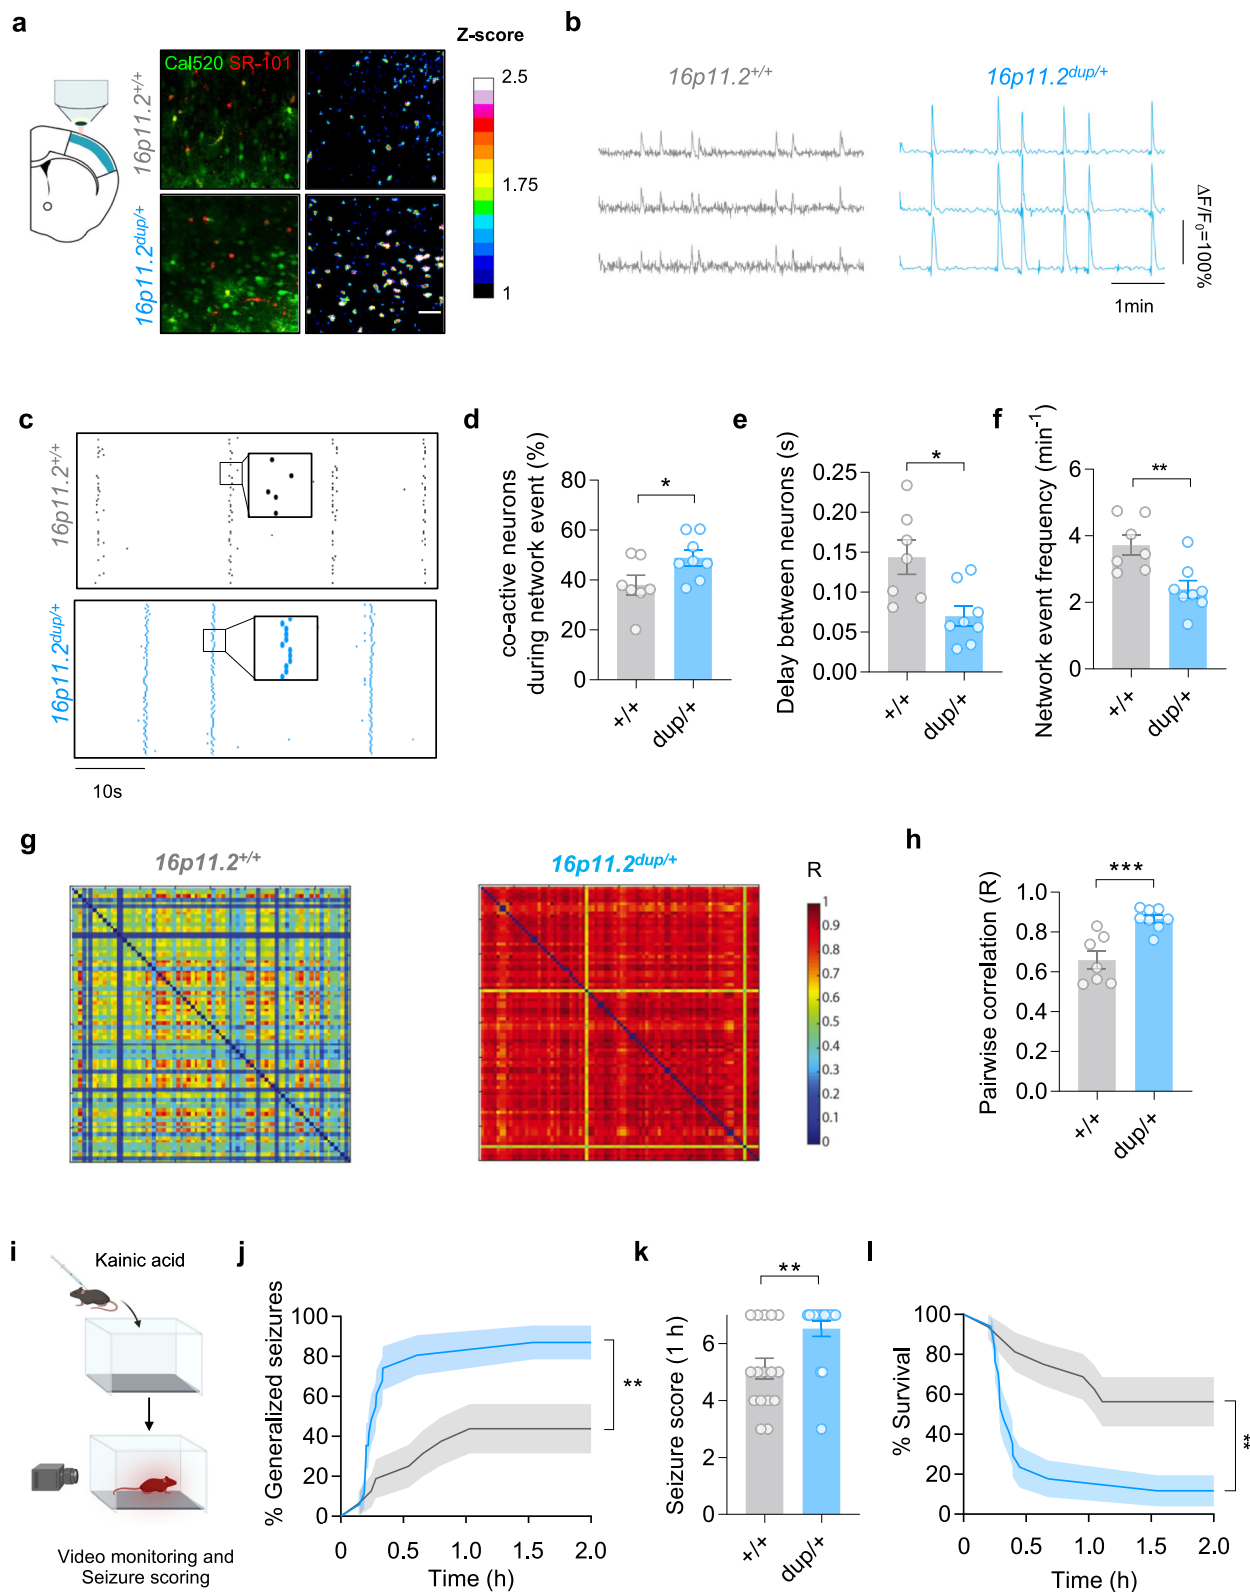 a
Z-score
b
16p11.2+/+
Cal520 SR-101
2.5
1.75
1
16p11.2dup/+
16p11.2+/+
16p11.2dup/+
ΔF/F0=100%
1min
c
16p11.2+/+
16p11.2dup/+
10s
d
co-active neurons
during network event (%)
80
60
40
20
0
*
+/+
dup/+
e
Delay between neurons (s)
0.25
0.20
0.15
0.10
0.05
0.00
*
+/+
dup/+
f
Network event frequency (min-1)
6
4
2
0
**
+/+
dup/+
g
16p11.2+/+
16p11.2dup/+
R
1
0.9
0.8
0.7
0.6
0.5
0.4
0.3
0.2
0.1
0
h
Pairwise correlation (R)
1.0
0.8
0.6
0.4
0.2
0.0
***
+/+
dup/+
i
Kainic acid
Video monitoring and
Seizure scoring
j
% Generalized seizures
100
80
60
40
20
0
**
0
0.5
1.0
1.5
2.0
Time (h)
k
Seizure score (1 h)
6
4
2
0
**
+/+
dup/+
l
% Survival
100
80
60
40
20
0
**
0
0.5
1.0
1.5
2.0
Time (h)